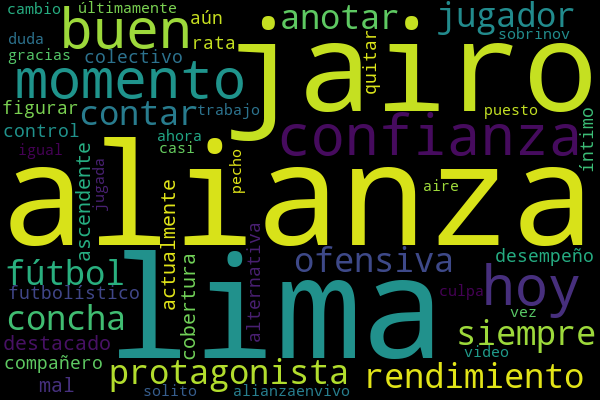 cambio últimamente aún anotar jugador
duda buen rata jairo sobrinov
gracias colectivo quitar
momento
figurar contar trabajo puesto
control ahora confianza íntimo
igual casi
ascendente jugada pecho aire
alianza
actualmente
fútbol cobertura alternativa ofensiva desempeño
futbolístico lima culpa hoy
concha vez
destacado siempre
compañero protagonista video
mal rendimiento
solito alianzaenvivo